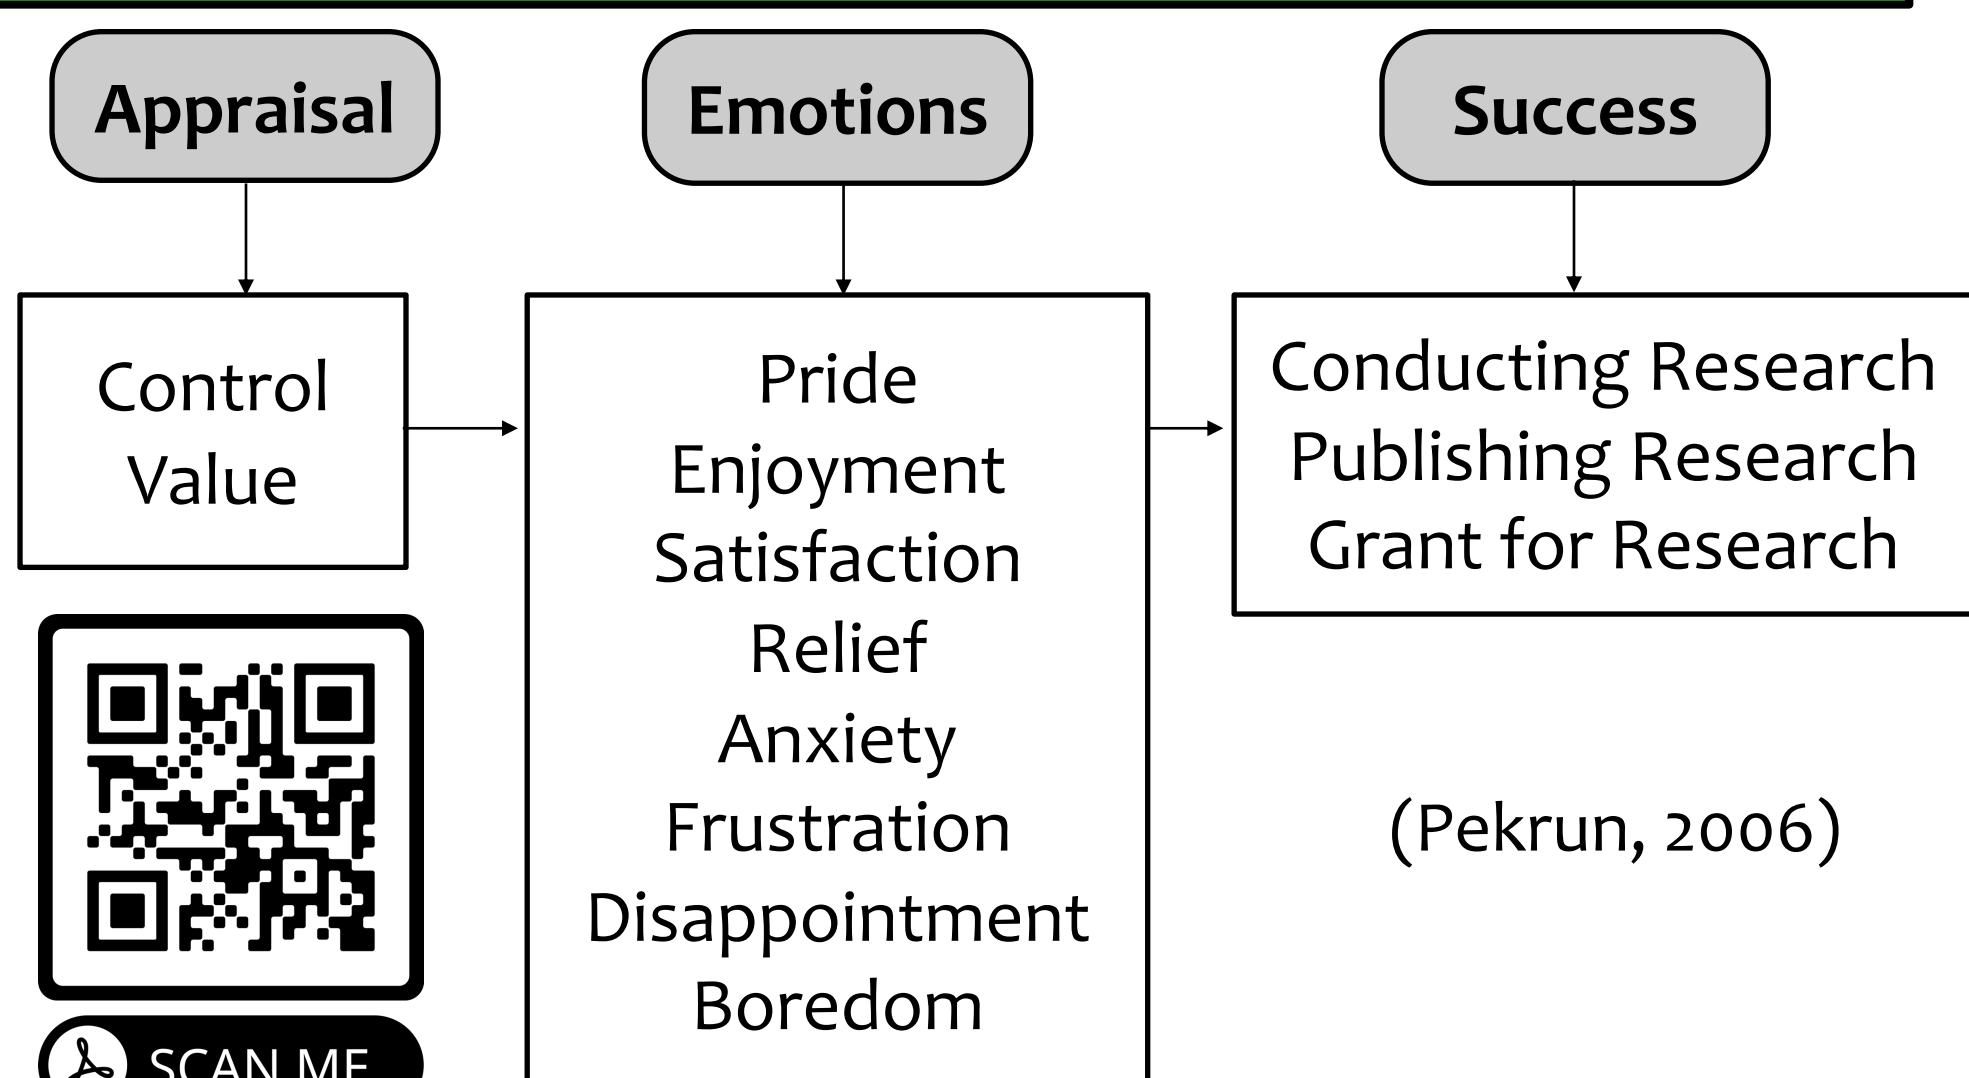 Appraisal
Emotions
Success
Control
Value
Pride
Enjoyment
Satisfaction
Relief
Anxiety
Frustration
Disappointment
Boredom
Conducting Research
Publishing Research
Grant for Research
(Pekrun, 2006)
SCAN ME